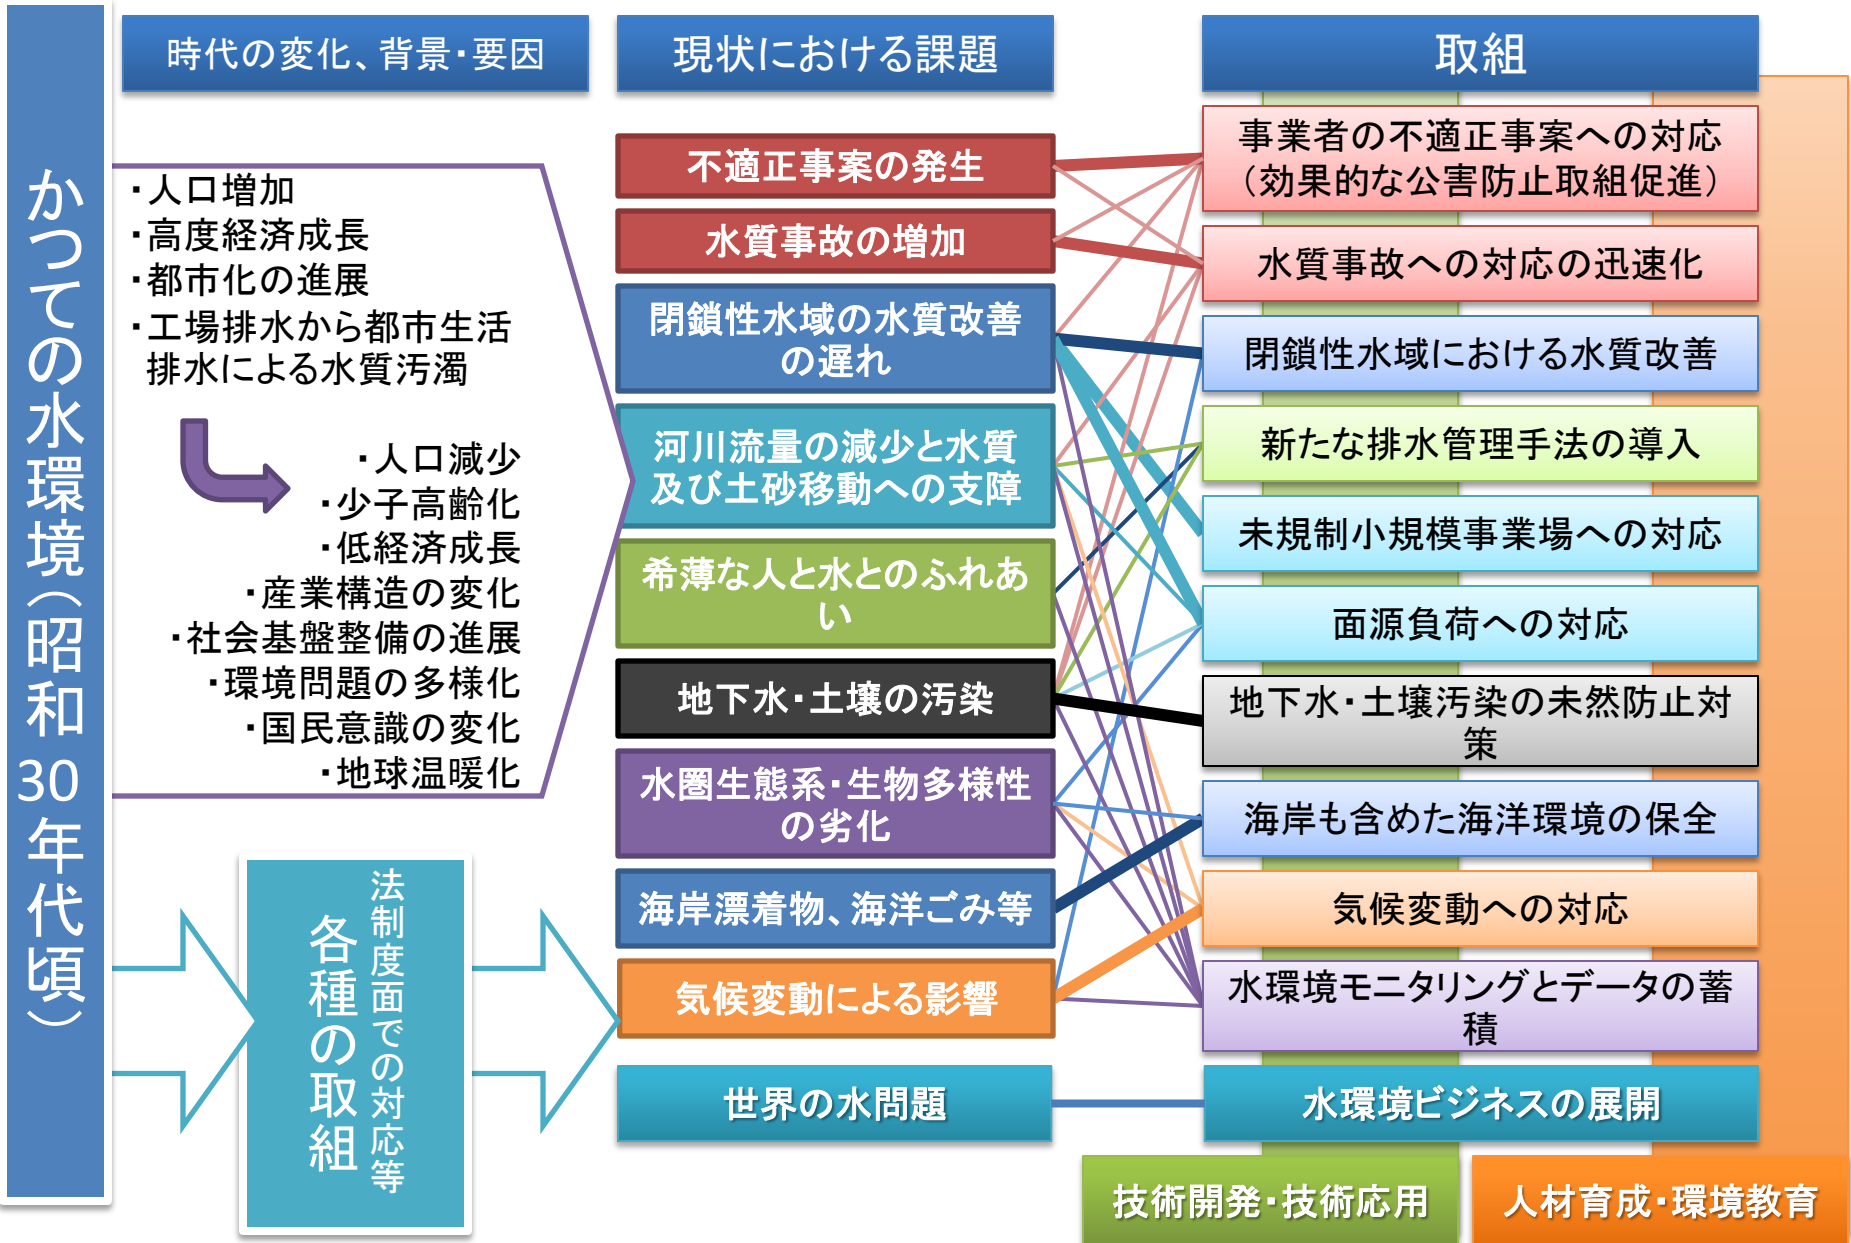 かつての水環境（昭和30年代頃）
時代の変化、背景・要因
・人口増加
・高度経済成長
・都市化の進展
・工場排水から都市生活
排水による水質汚濁
・人口減少
・少子高齢化
・低経済成長
・産業構造の変化
・社会基盤整備の進展
・環境問題の多様化
・国民意識の変化
・地球温暖化
法制度面での対応等
各種の取組
現状における課題
不適正事案の発生
水質事故の増加
閉鎖性水域の水質改善
の遅れ
河川流量の減少と水質
及び土砂移動への支障
希薄な人と水とのふれあ
い
地下水・土壌の汚染
水圏生態系・生物多様性
の劣化
海岸漂着物、海洋ごみ等
気候変動による影響
世界の水問題
取組
事業者の不適正事案への対応
（効果的な公害防止取組促進）
水質事故への対応の迅速化
閉鎖性水域における水質改善
新たな排水管理手法の導入
未規制小規模事業場への対応
面源負荷への対応
地下水・土壌汚染の未然防止対
策
海岸も含めた海洋環境の保全
気候変動への対応
水環境モニタリングとデータの蓄
積
水環境ビジネスの展開
技術開発・技術応用
人材育成・環境教育